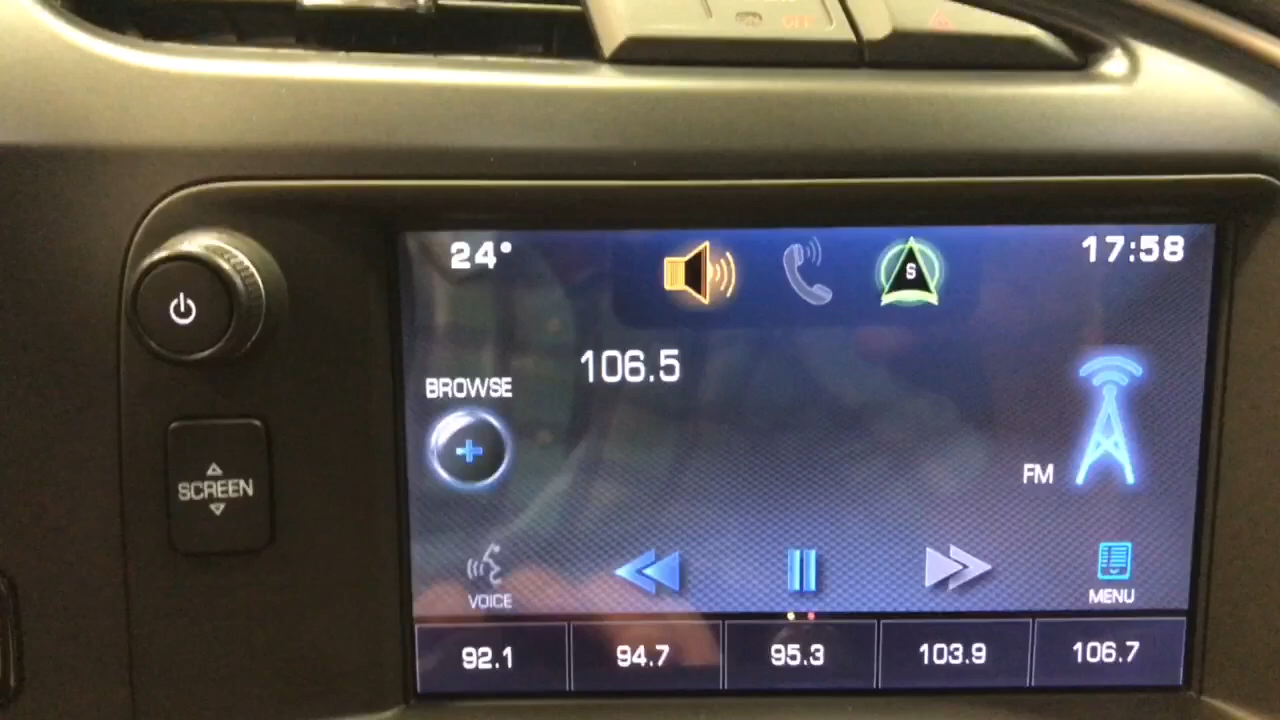 OFF
24°
S
17:58
106.5
BROWSE
SCREEN
FM
VOICE
MENU
92.1
94.7
95.3
103.9
106.7